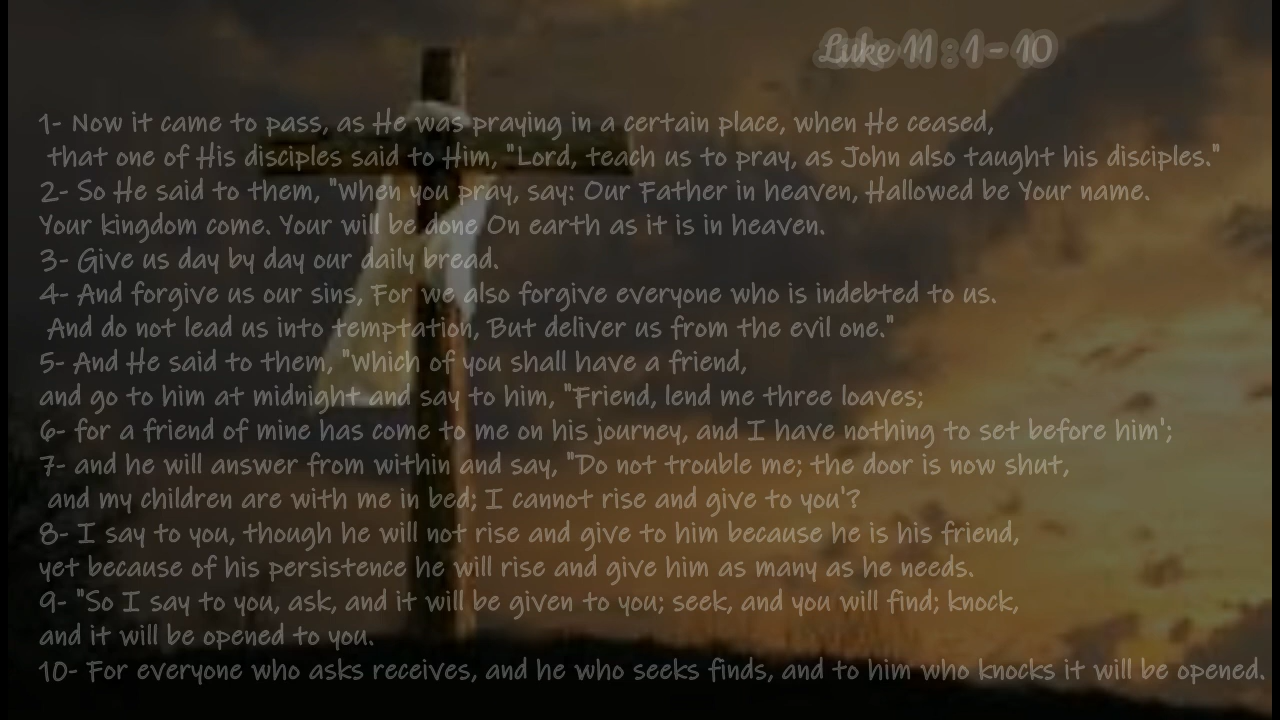 Luke 11 : 1 - 10
1- Now it came to pass, as He was praying in a certain place, when He ceased,
that one of His disciples said to Him, "Lord, teach us to pray, as John also taught his disciples."
2- So He said to them, "When you pray, say: Our Father in heaven, Hallowed be Your name.
Your kingdom come. Your will be done On earth as it is in heaven.
3- Give us day by day our daily bread.
4- And forgive us our sins, For we also forgive everyone who is indebted to us.
And do not lead us into temptation, But deliver us from the evil one."
5- And He said to them, "Which of you shall have a friend,
and go to him at midnight and say to him, "Friend, lend me three loaves;
6- for a friend of mine has come to me on his journey, and I have nothing to set before him';
7- and he will answer from within and say, "Do not trouble me; the door is now shut,
and my children are with me in bed; I cannot rise and give to you'?
8- I say to you, though he will not rise and give to him because he is his friend,
yet because of his persistence he will rise and give him as many as he needs.
9- "So I say to you, ask, and it will be given to you; seek, and you will find; knock,
and it will be opened to you.
10- For everyone who asks receives, and he who seeks finds, and to him who knocks it will be opened.